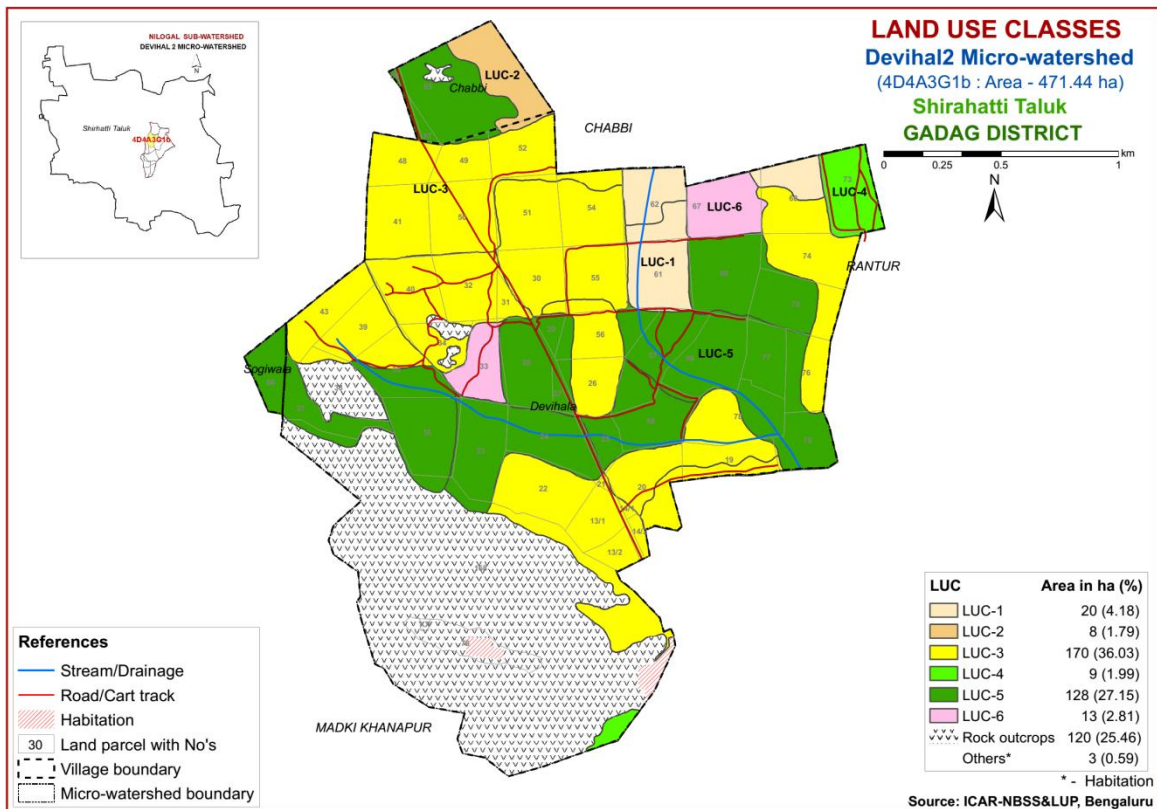 LAND USE CLASSES
Devihal2 Micro-watershed
(4D4A3G1b : Area - 471.44 ha)
Shirahatti Taluk
GADAG DISTRICT
0 0.25 0.5 1 km
N
NILOGAL SUB-WATERSHED
DEVIHAL 2 MICRO-WATERSHED
N
Shirhatti Taluk
4D4A3G1b
LUC-2
Chabbi
CHABBI
52
48
49
LUC-3
73
LUC-4
67
LUC-6
62
41
50
51
54
LUC-1
74
RANTUR
61
40
32
30
55
31
43
39
56
LUC-5
77
33
Sogiwala
26
76
Devihala
19
22
20
21
13/1
13/2
MADKI KHANAPUR
References
Stream/Drainage
Road/Cart track
Habitation
30 Land parcel with No's
Village boundary
Micro-watershed boundary
LUC Area in ha (%)
LUC-1 20 (4.18)
LUC-2 8 (1.79)
LUC-3 170 (36.03)
LUC-4 9 (1.99)
LUC-5 128 (27.15)
LUC-6 13 (2.81)
Rock outcrops 120 (25.46)
Others* 3 (0.59)
* - Habitation
Source: ICAR-NBSS&LUP, Bengaluru